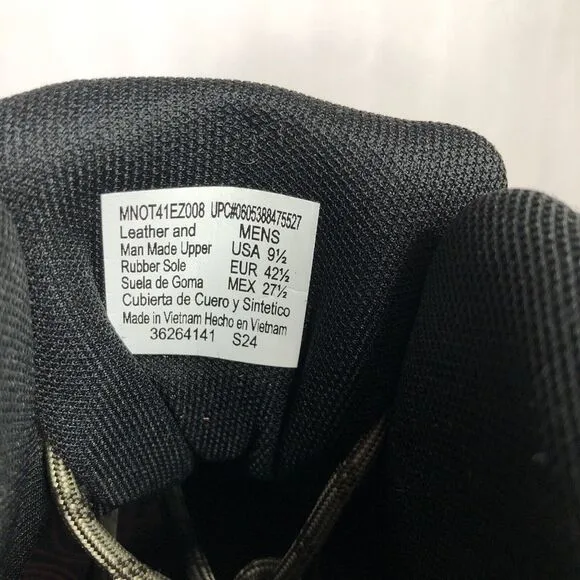 MNOT41EZ008 UPC#0605388475527
Leather and MENS
Man Made Upper USA 9½
Rubber Sole EUR 42½
Suela de Goma MEX 27½
Cubierta de Cuero y Sintetico
Made in Vietnam Hecho en Vietnam
36264141 S24